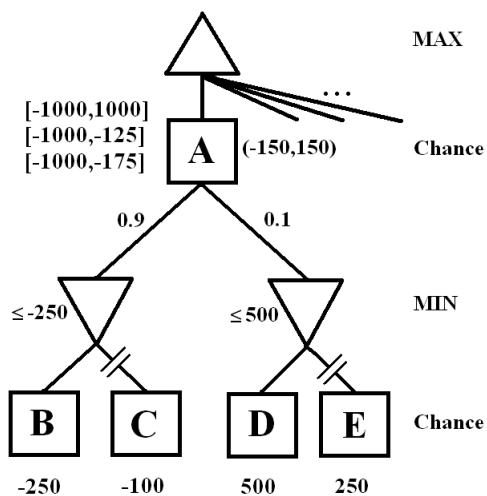 MAX
...
[-1000,1000]
[-1000,-125]
[-1000,-175]
A
(-150,150)
Chance
0.9
0.1
≤-250
≤500
MIN
B
C
D
E
Chance
-250
-100
500
250